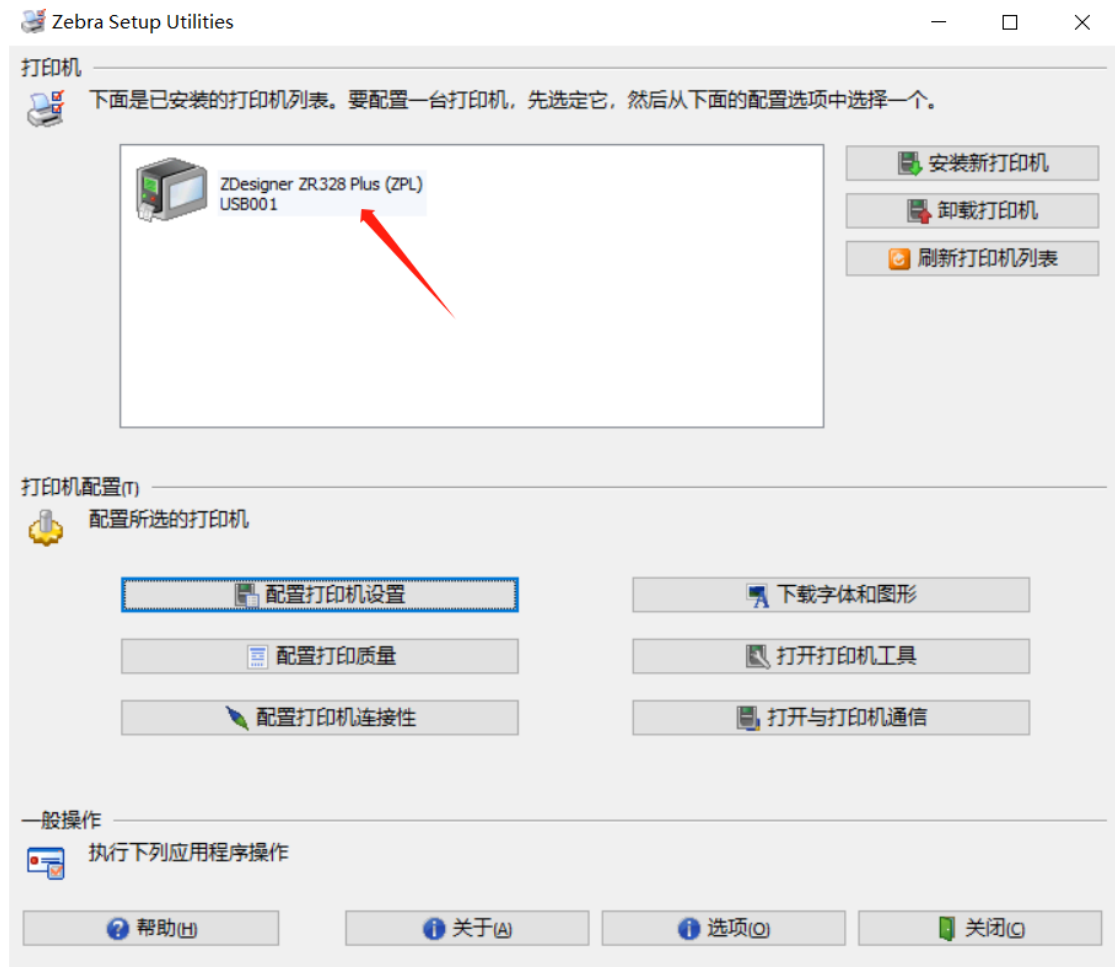 Zebra Setup Utilities
打印机
下面是已安装的打印机列表。要配置一台打印机，先选定它，然后从下面的配置选项中选择一个。
ZDesigner ZR328 Plus (ZPL)
USB001
安装新打印机
卸载打印机
刷新打印机列表
打印机配置(T)
配置所选的打印机
配置打印机设置
下载字体和图形
配置打印质量
打开打印机工具
配置打印机连接性
打开与打印机通信
一般操作
执行下列应用程序操作
帮助(H)
关于(A)
选项(O)
关闭(C)